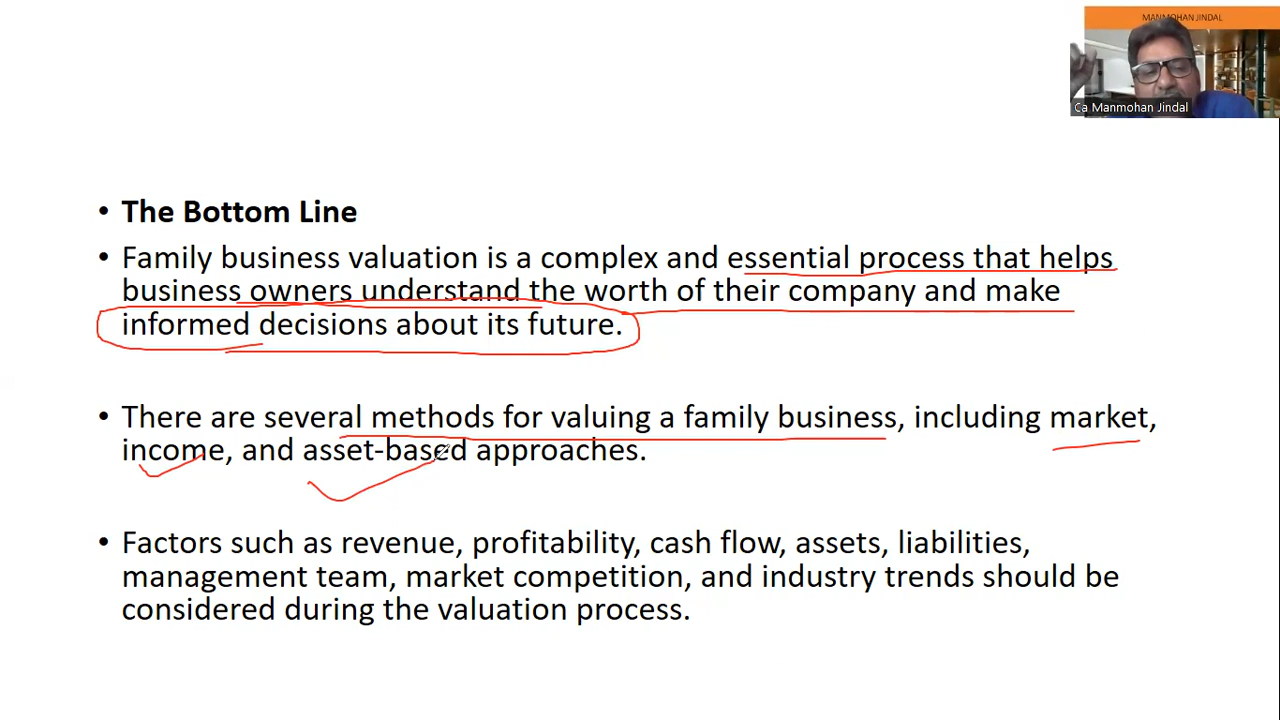 MANMOHAN JINDAL
Ca Manmohan Jindal
• The Bottom Line
• Family business valuation is a complex and essential process that helps
business owners understand the worth of their company and make
informed decisions about its future.
• There are several methods for valuing a family business, including market,
income, and asset-based approaches.
• Factors such as revenue, profitability, cash flow, assets, liabilities,
management team, market competition, and industry trends should be
considered during the valuation process.